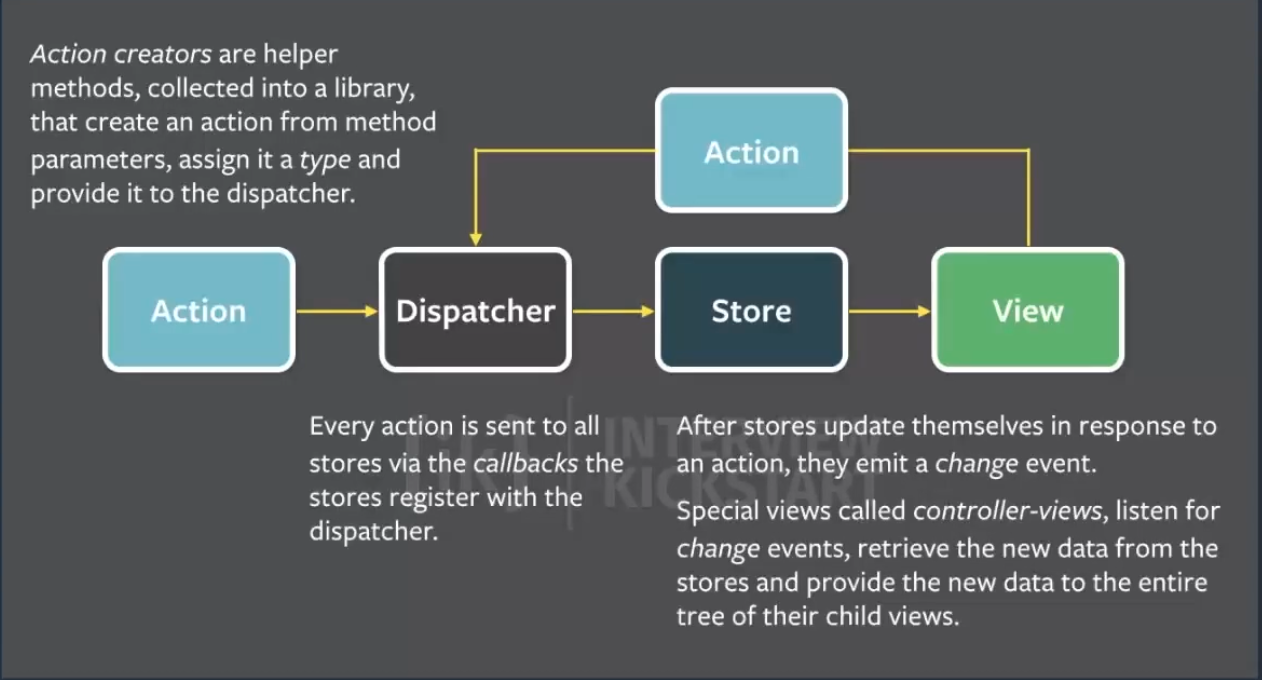 Action creators are helper
methods, collected into a library,
that create an action from method
parameters, assign it a type and
provide it to the dispatcher.
Action
Action
Dispatcher
Store
View
Every action is sent to all
stores via the callbacks the
stores register with the
dispatcher.
After stores update themselves in response to
an action, they emit a change event.
Special views called controller-views, listen for
change events, retrieve the new data from the
stores and provide the new data to the entire
tree of their child views.
[ik]
INTERVIEW
KICKSTART